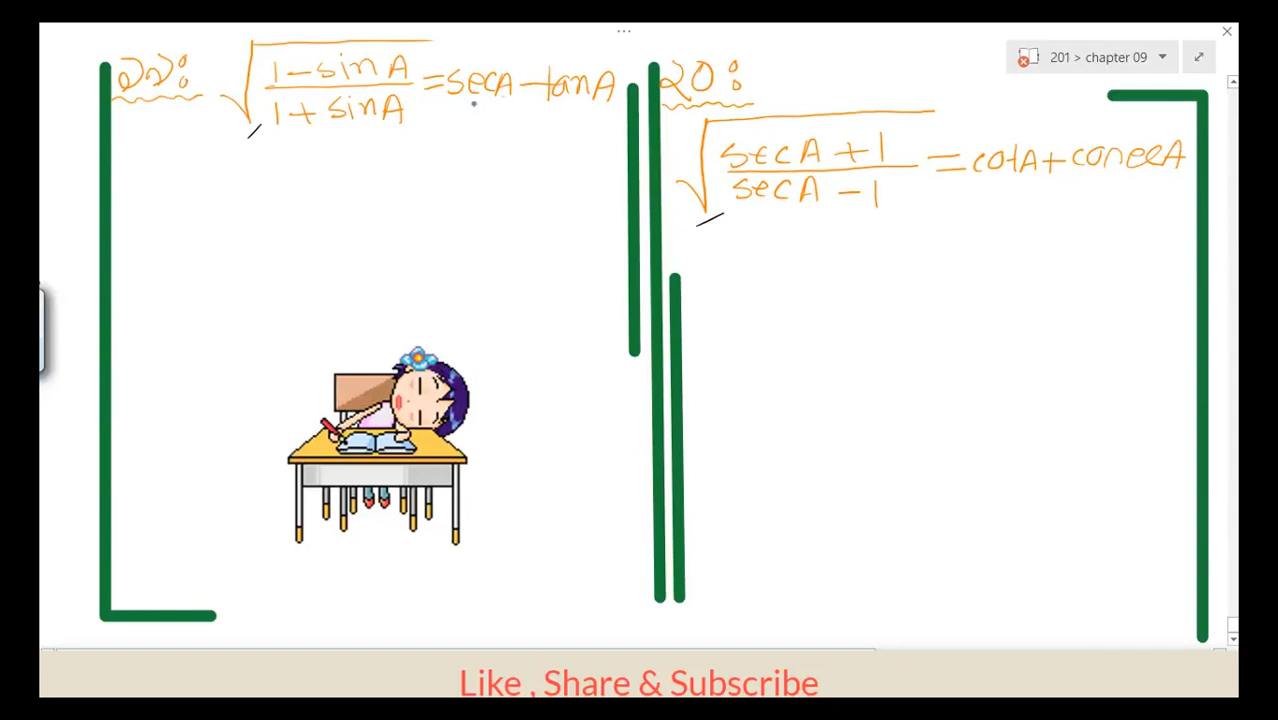 22:
√(1-sinA)/(1+sinA) = secA-tanA
201 > chapter 09
20:
√(secA+1)/(secA-1) = cotA+cosecA
Like , Share & Subscribe